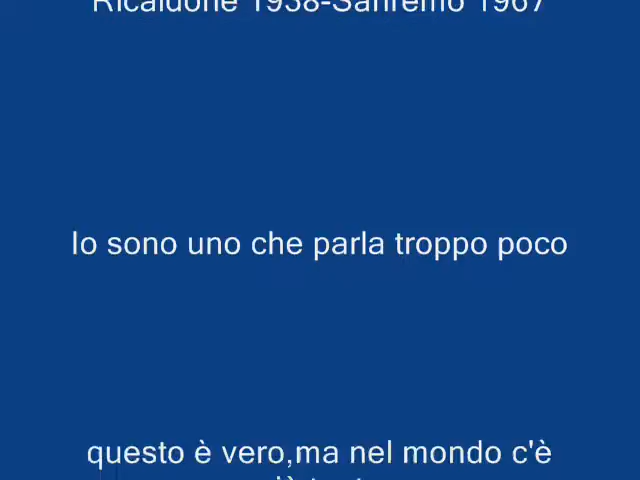 Ricaldone 1938-Sanremo 1967
Io sono uno che parla troppo poco
questo è vero,ma nel mondo c'è